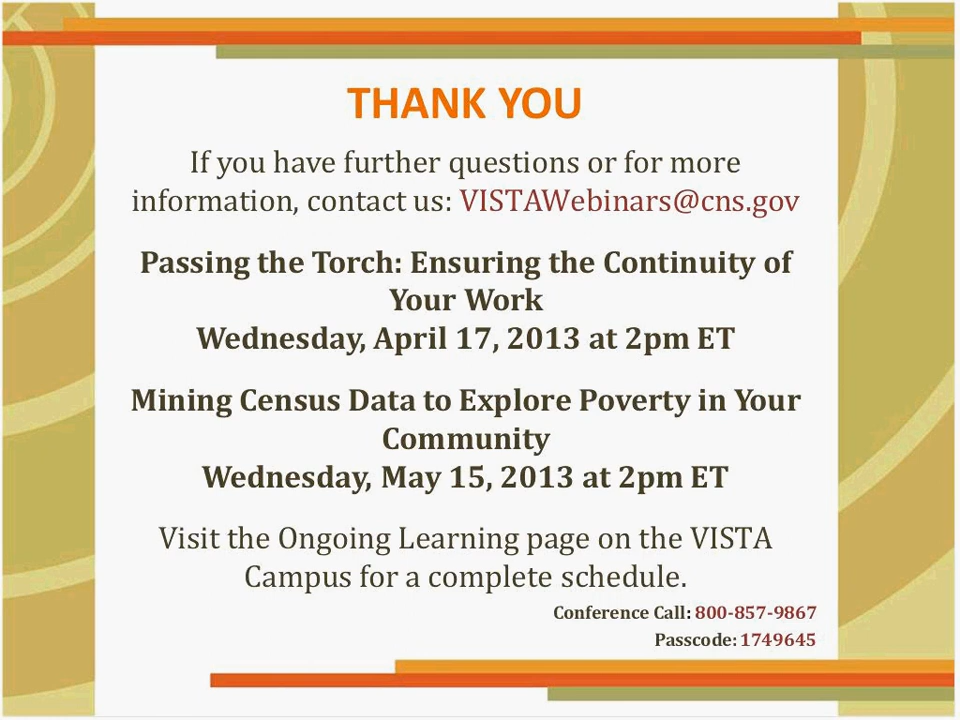 THANK YOU
If you have further questions or for more
information, contact us: VISTAWebinars@cns.gov
Passing the Torch: Ensuring the Continuity of
Your Work
Wednesday, April 17, 2013 at 2pm ET
Mining Census Data to Explore Poverty in Your
Community
Wednesday, May 15, 2013 at 2pm ET
Visit the Ongoing Learning page on the VISTA
Campus for a complete schedule.
Conference Call: 800-857-9867
Passcode: 1749645